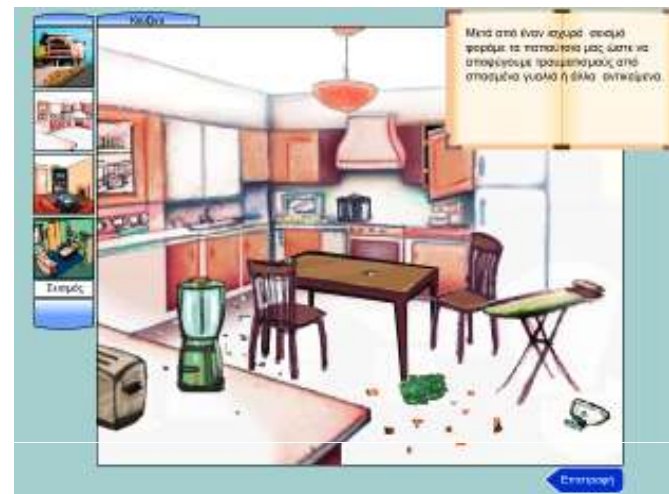 Κουζίνα
Μετά από έναν ισχυρό σεισμό
φοράμε τα παπούτσια μας ώστε να
αποφύγουμε τραυματισμούς από
σπασμένα γυαλιά ή άλλα αντικείμενα.
Σεισμός
Επιστροφή